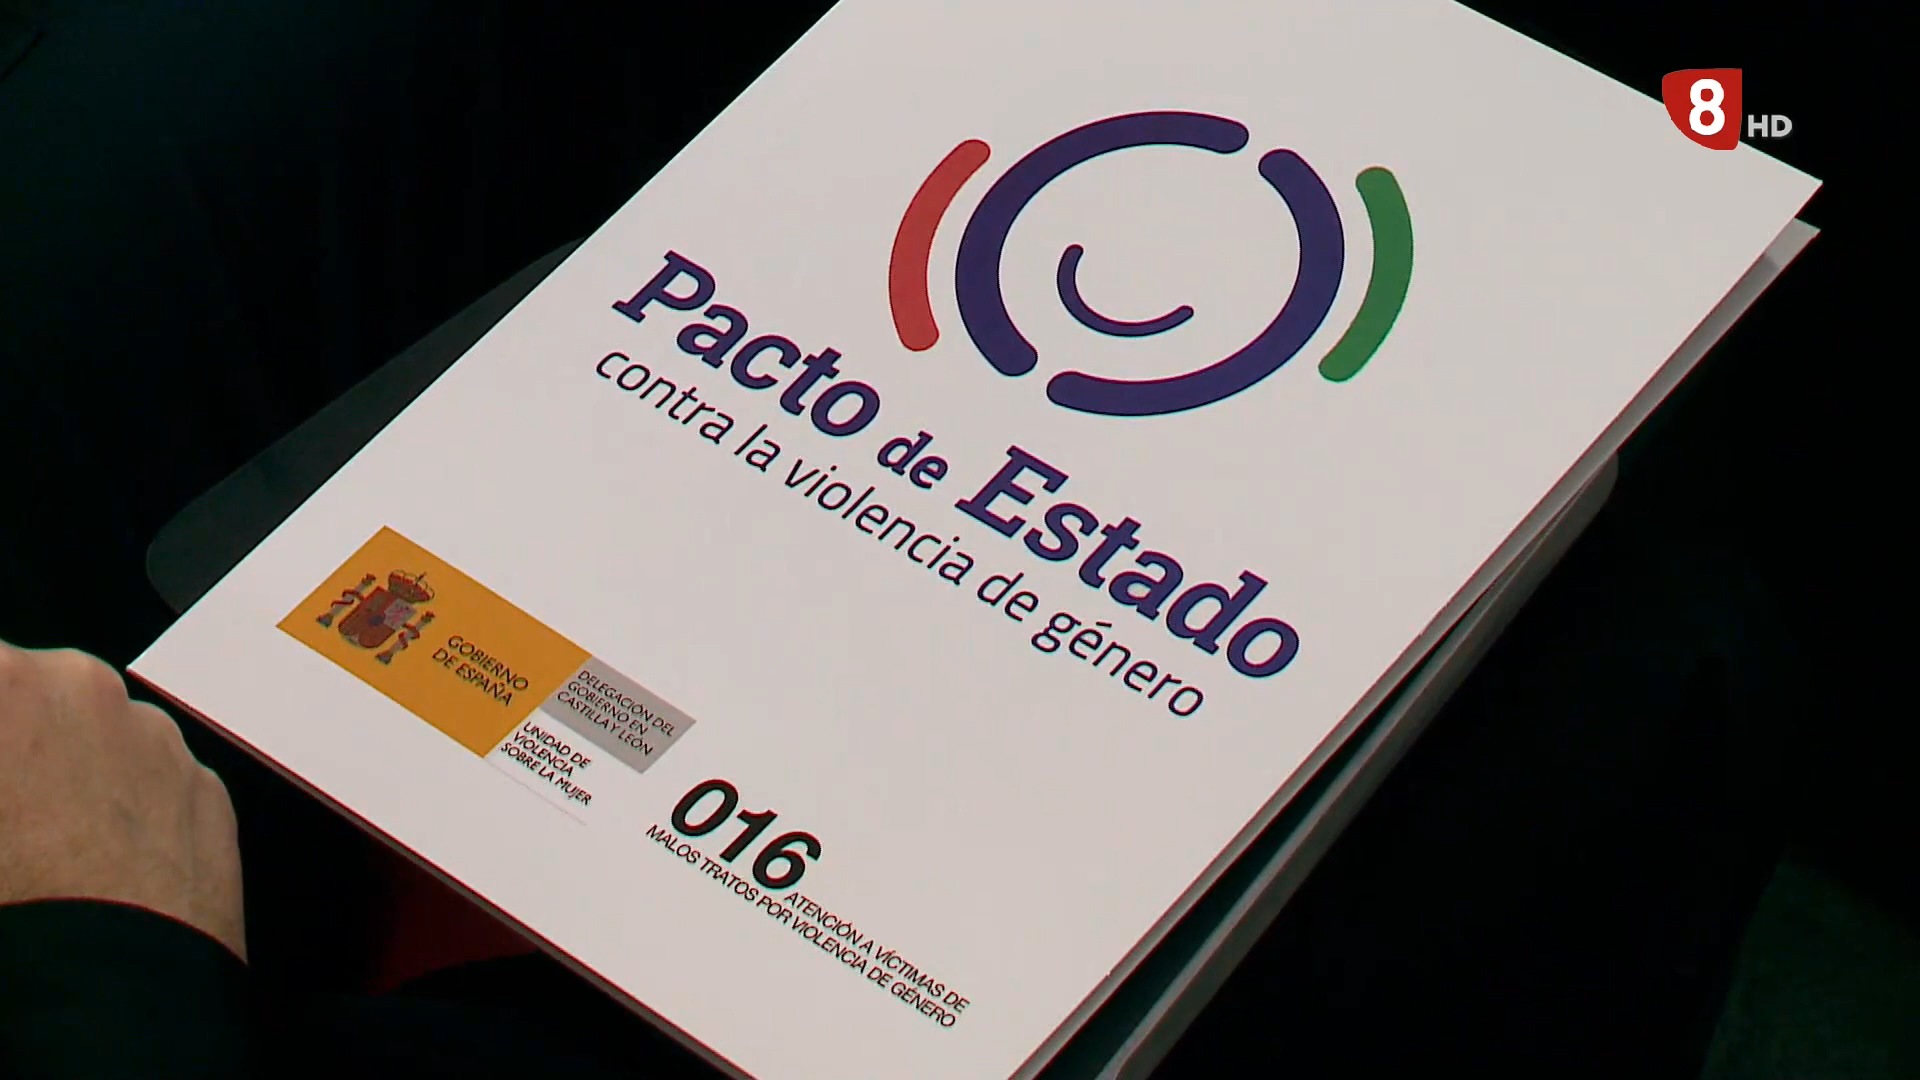 8 HD
Pacto de Estado
contra la violencia de género
GOBIERNO
DE ESPAÑA
DELEGACIÓN DEL
GOBIERNO EN
CASTILLA Y LEÓN
UNIDAD DE
VIOLENCIA
SOBRE LA MUJER
016 ATENCIÓN A VÍCTIMAS DE
MALOS TRATOS POR VIOLENCIA DE GÉNERO